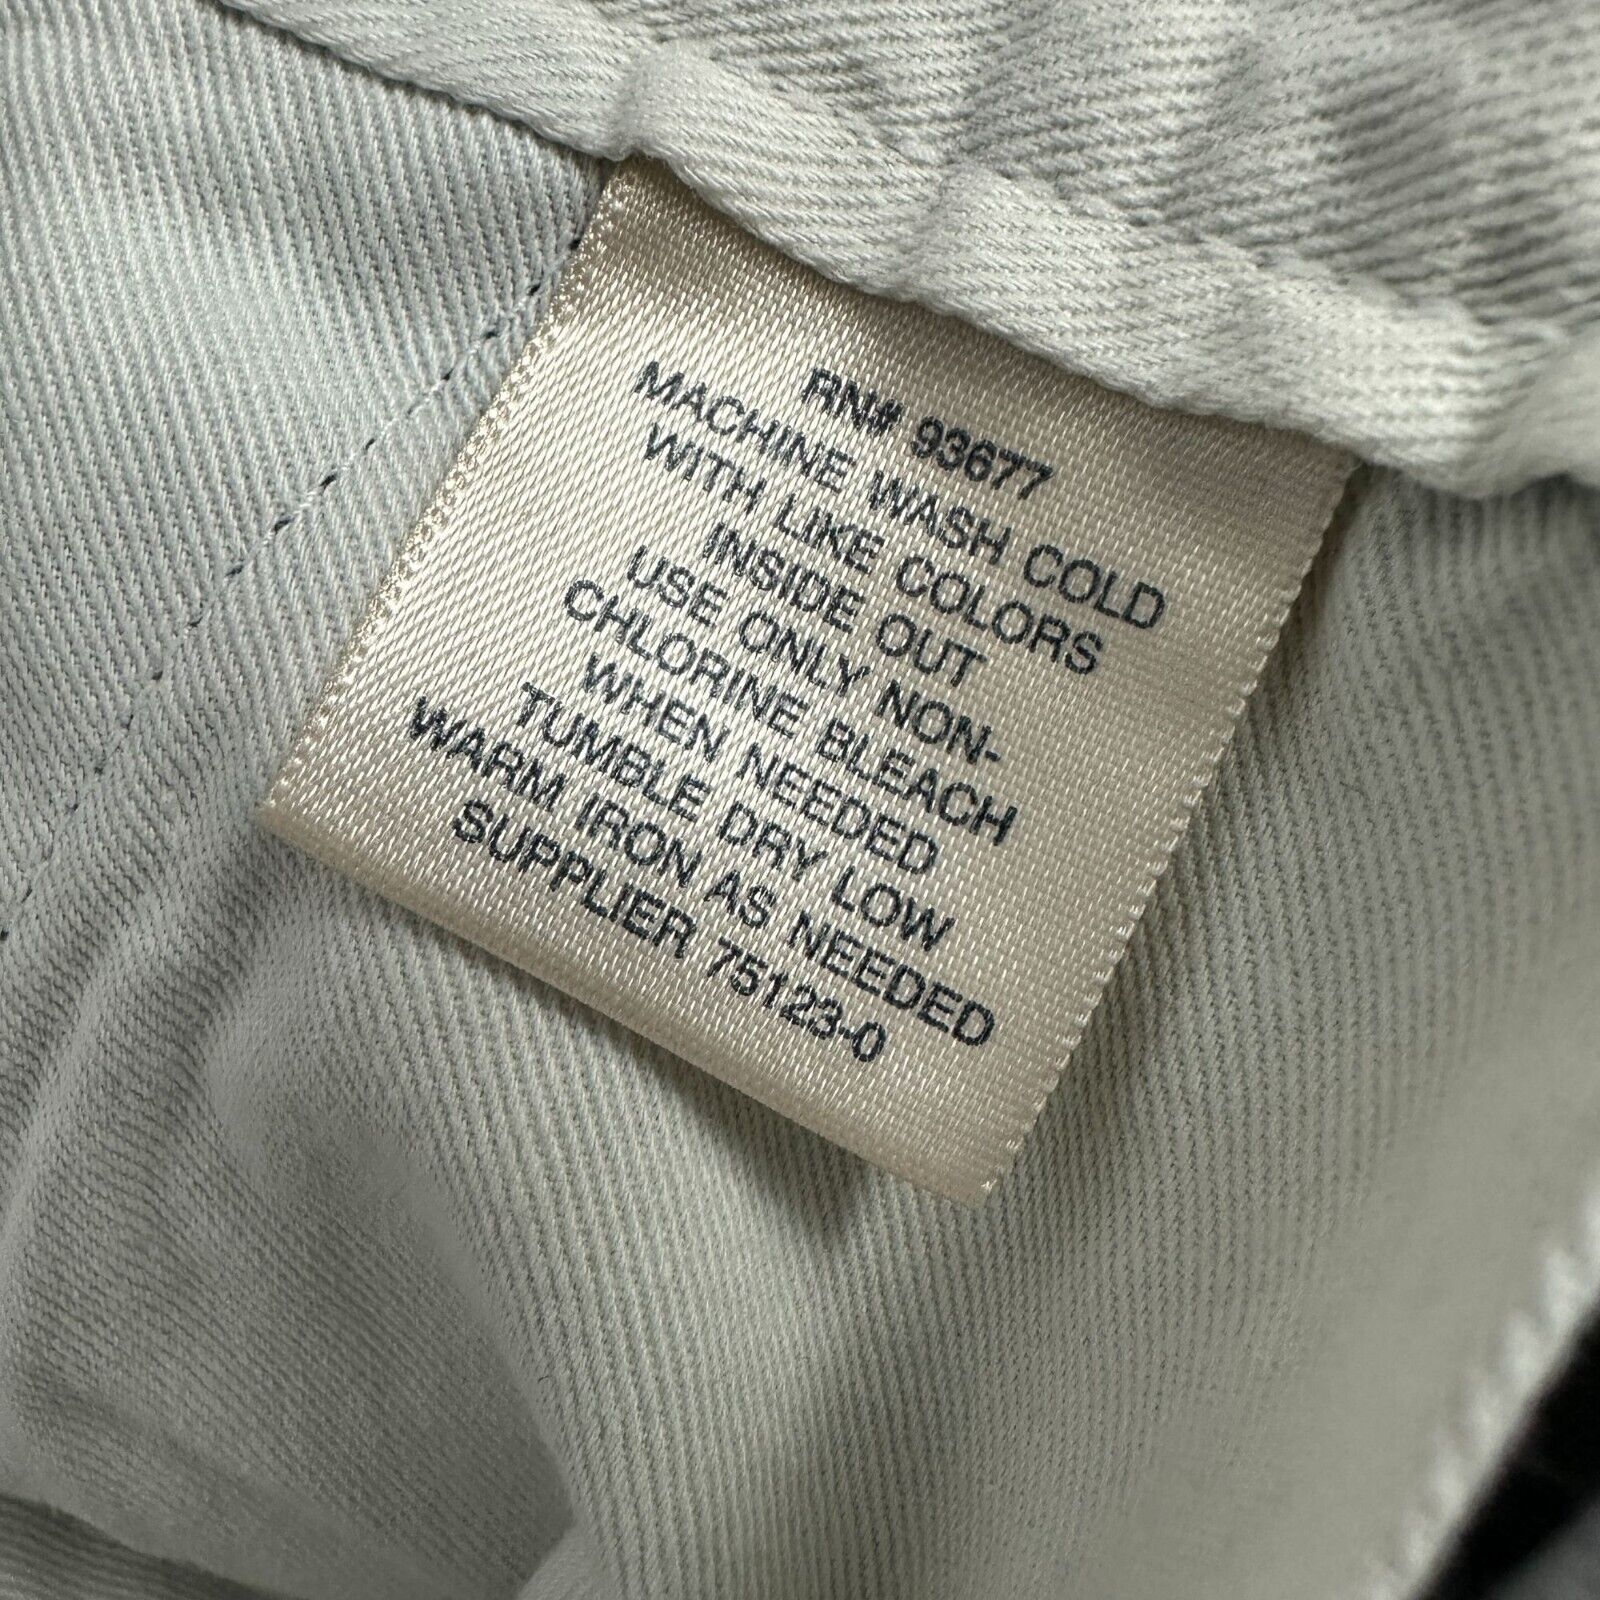 RN# 93677
MACHINE WASH COLD
WITH LIKE COLORS
INSIDE OUT
USE ONLY NON-
CHLORINE BLEACH
WHEN NEEDED
TUMBLE DRY LOW
WARM IRON AS NEEDED
SUPPLIER 75123-0